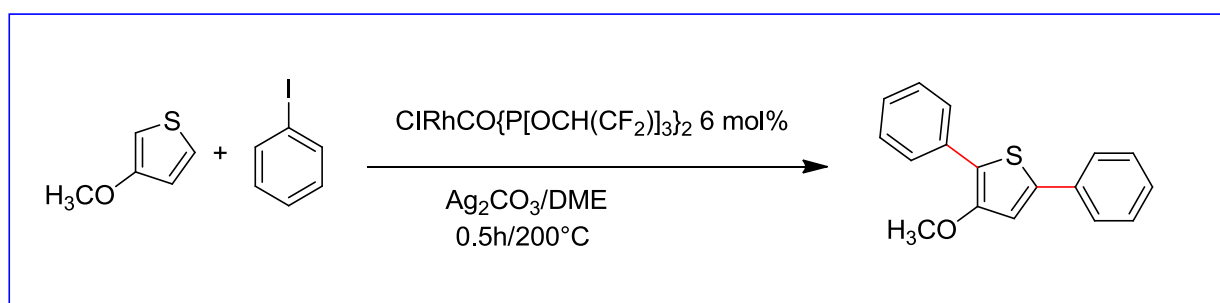 S
I
+
H₃CO
ClRhCO{P[OCH(CF₂)]₃}₂ 6 mol%
Ag₂CO₃/DME
0.5h/200°C
S
H₃CO